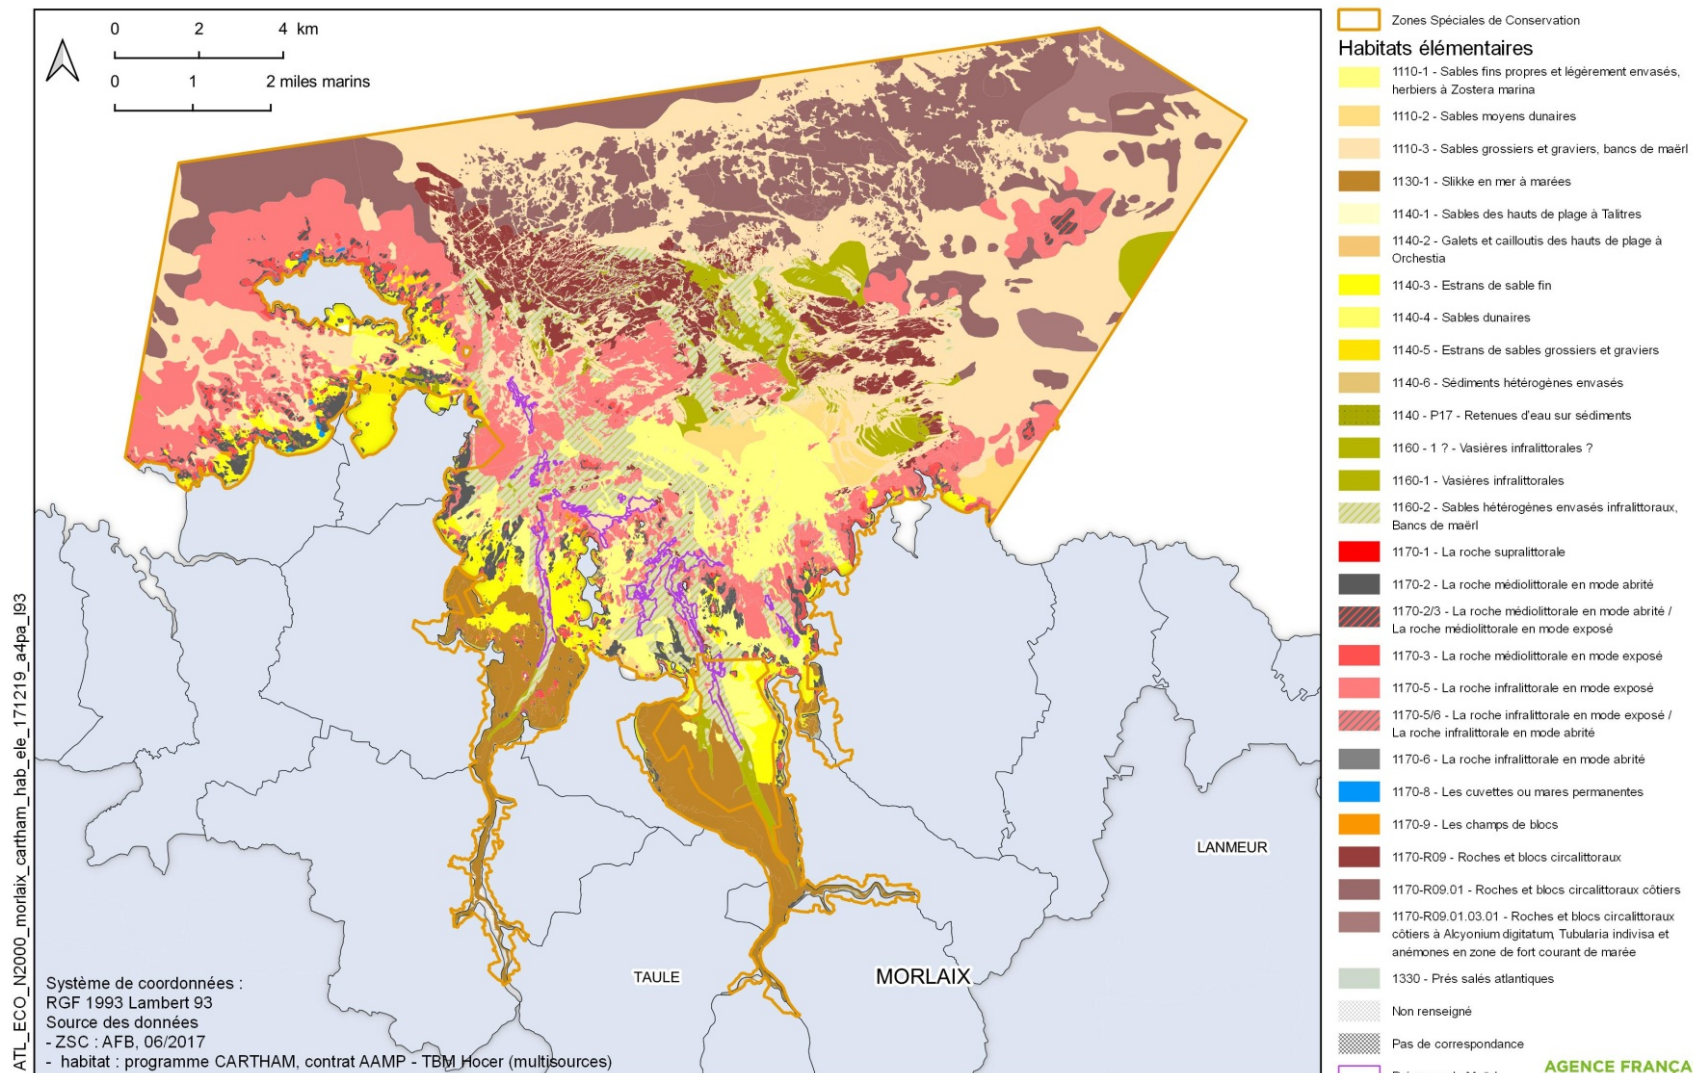 0 2 4 km
0 1 2 miles marins
ATL_ECO_N2000_morlaix_cartham_hab_ele_171219_a4pa_l93
LANMEUR
TAULE
MORLAIX
Système de coordonnées :
RGF 1993 Lambert 93
Source des données
- ZSC : AFB, 06/2017
- habitat : programme CARTHAM, contrat AAMP - TBM Hocer (multisources)
Zones Spéciales de Conservation
Habitats élémentaires
1110-1 - Sables fins propres et légèrement envasés,
herbiers à Zostera marina
1110-2 - Sables moyens dunaires
1110-3 - Sables grossiers et graviers, bancs de maërl
1130-1 - Slikke en mer à marées
1140-1 - Sables des hauts de plage à Talitres
1140-2 - Galets et cailloutis des hauts de plage à
Orchestia
1140-3 - Estrans de sable fin
1140-4 - Sables dunaires
1140-5 - Estrans de sables grossiers et graviers
1140-6 - Sédiments hétérogènes envasés
1140 - P17 - Retenues d'eau sur sédiments
1160 - 1 ? - Vasières infralittorales ?
1160-1 - Vasières infralittorales
1160-2 - Sables hétérogènes envasés infralittoraux,
Bancs de maërl
1170-1 - La roche supralittorale
1170-2 - La roche médiolittorale en mode abrité
1170-2/3 - La roche médiolittorale en mode abrité /
La roche médiolittorale en mode exposé
1170-3 - La roche médiolittorale en mode exposé
1170-5 - La roche infralittorale en mode exposé
1170-5/6 - La roche infralittorale en mode exposé /
La roche infralittorale en mode abrité
1170-6 - La roche infralittorale en mode abrité
1170-8 - Les cuvettes ou mares permanentes
1170-9 - Les champs de blocs
1170-R09 - Roches et blocs circalittoraux
1170-R09.01 - Roches et blocs circalittoraux côtiers
1170-R09.01.03.01 - Roches et blocs circalittoraux
côtiers à Alcyonium digitatum, Tubularia indivisa et
anémones en zone de fort courant de marée
1330 - Prés salés atlantiques
Non renseigné
Pas de correspondance
AGENCE FRANÇA